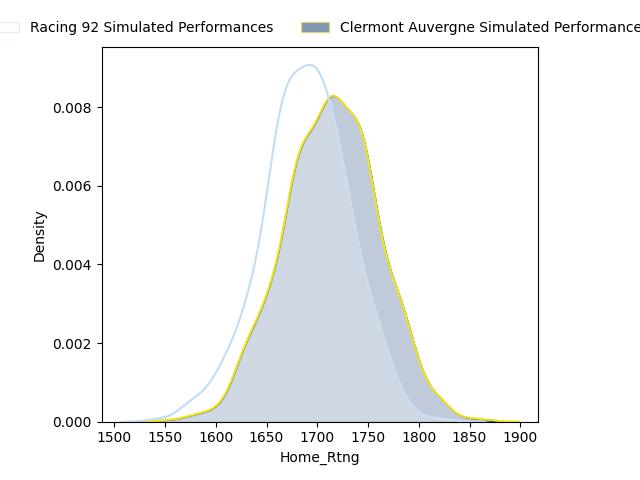 Racing 92 Simulated Performances Clermont Auvergne Simulated Performance
0.008
0.006
0.004
0.002
0.000
Density
1500 1550 1600 1650 1700 1750 1800 1850 1900
Home_Rtng